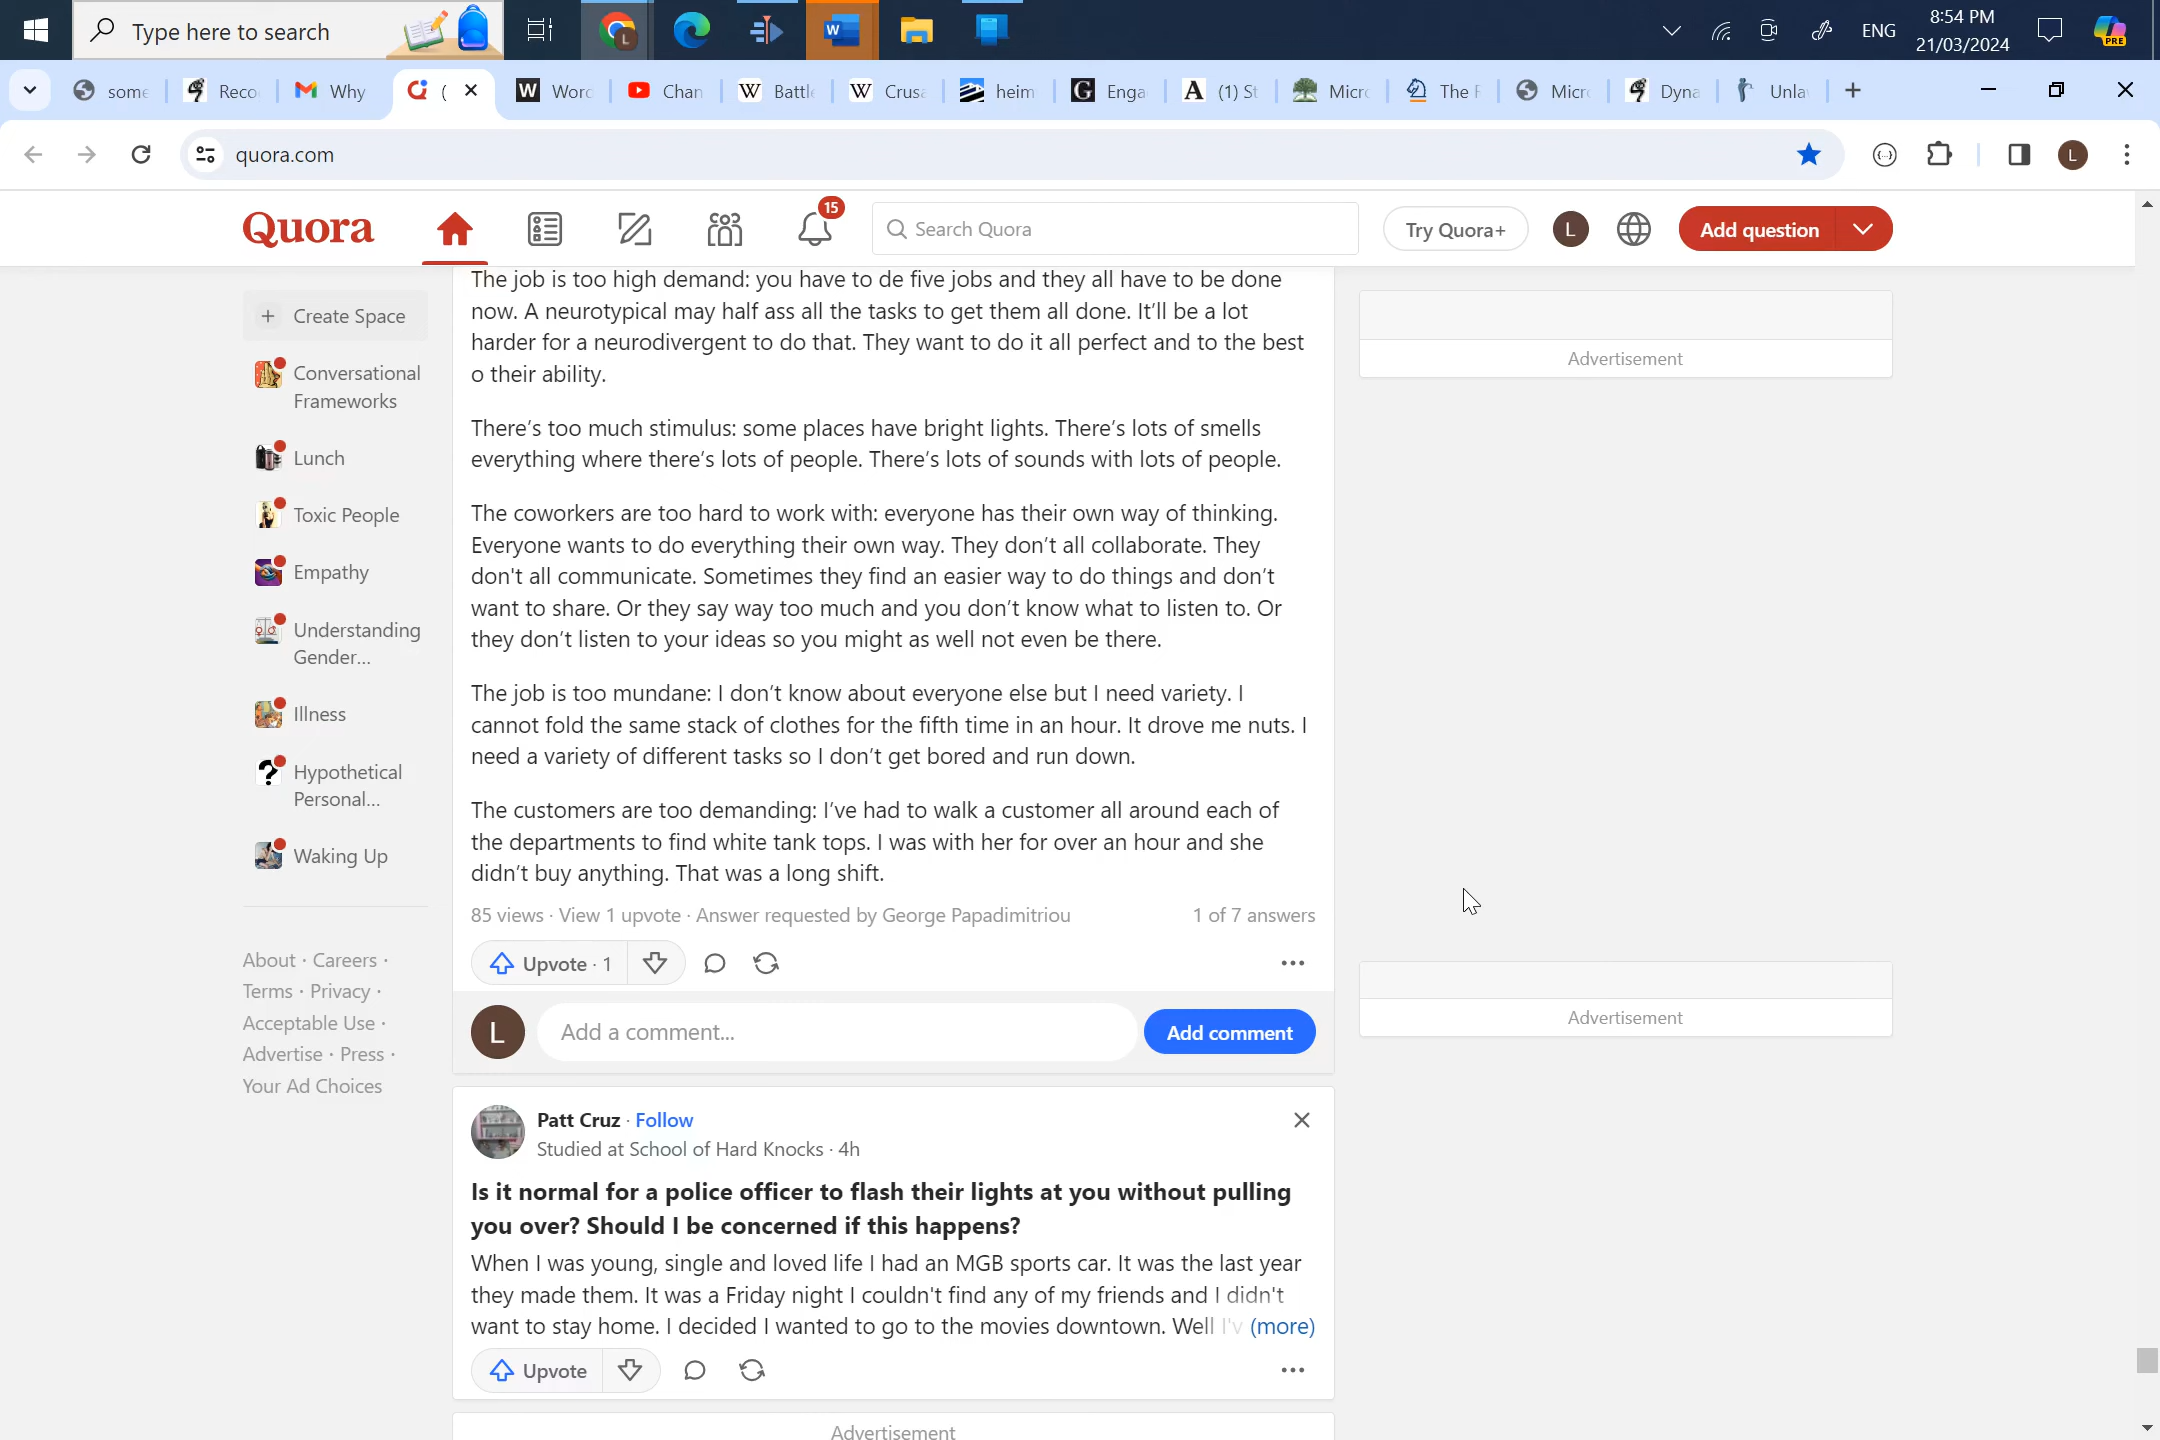 Type here to search
ENG
8:54 PM
21/03/2024
PRE
some
Reco
Why
(
Word
Chan
Battle
Crusa
heim
Enga
(1) St
Micro
The F
Micro
Dyna
Unla
quora.com
L
Quora
15
Search Quora
Try Quora+
L
Add question
Create Space
Conversational
Frameworks
Lunch
Toxic People
Empathy
Understanding
Gender...
Illness
Hypothetical
Personal...
Waking Up
About · Careers ·
Terms · Privacy ·
Acceptable Use ·
Advertise · Press ·
Your Ad Choices
The job is too high demand: you have to de five jobs and they all have to be done
now. A neurotypical may half ass all the tasks to get them all done. It’ll be a lot
harder for a neurodivergent to do that. They want to do it all perfect and to the best
o their ability.
There’s too much stimulus: some places have bright lights. There’s lots of smells
everything where there’s lots of people. There’s lots of sounds with lots of people.
The coworkers are too hard to work with: everyone has their own way of thinking.
Everyone wants to do everything their own way. They don’t all collaborate. They
don't all communicate. Sometimes they find an easier way to do things and don’t
want to share. Or they say way too much and you don’t know what to listen to. Or
they don’t listen to your ideas so you might as well not even be there.
The job is too mundane: I don’t know about everyone else but I need variety. I
cannot fold the same stack of clothes for the fifth time in an hour. It drove me nuts. I
need a variety of different tasks so I don’t get bored and run down.
The customers are too demanding: I’ve had to walk a customer all around each of
the departments to find white tank tops. I was with her for over an hour and she
didn’t buy anything. That was a long shift.
85 views · View 1 upvote · Answer requested by George Papadimitriou
1 of 7 answers
Upvote · 1
L
Add a comment...
Add comment
Patt Cruz · Follow
Studied at School of Hard Knocks · 4h
Is it normal for a police officer to flash their lights at you without pulling
you over? Should I be concerned if this happens?
When I was young, single and loved life I had an MGB sports car. It was the last year
they made them. It was a Friday night I couldn't find any of my friends and I didn't
want to stay home. I decided I wanted to go to the movies downtown. Well I'v (more)
Upvote
Advertisement
Advertisement
Advertisement